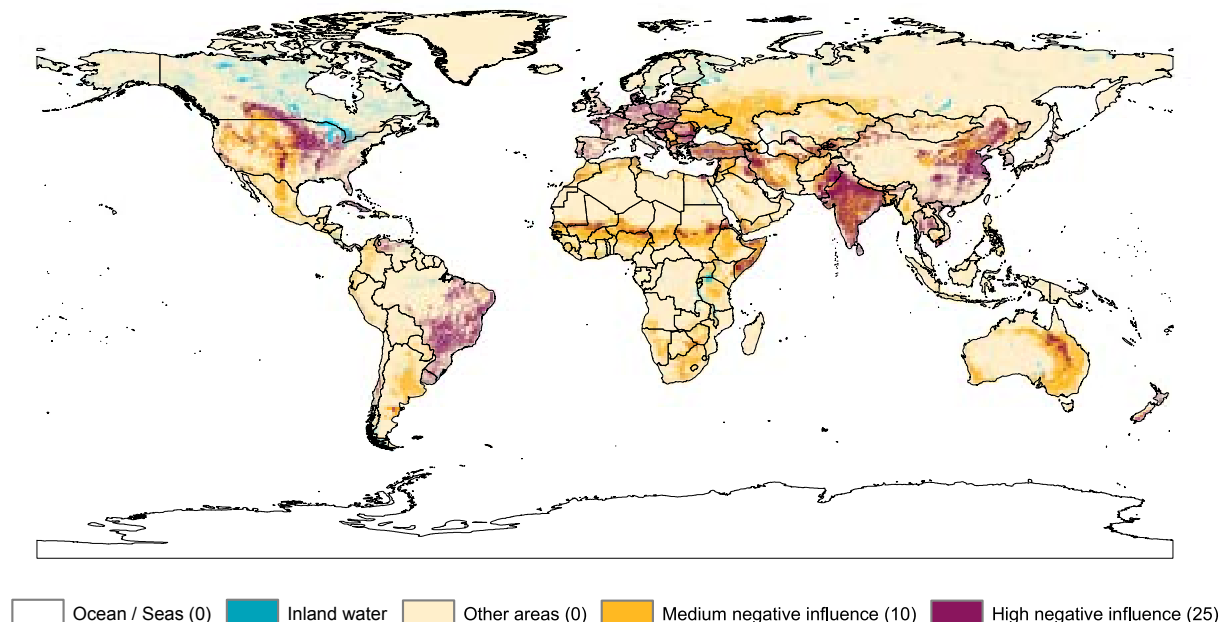 Ocean / Seas (0) Inland water Other areas (0) Medium negative influence (10) High negative influence (25)